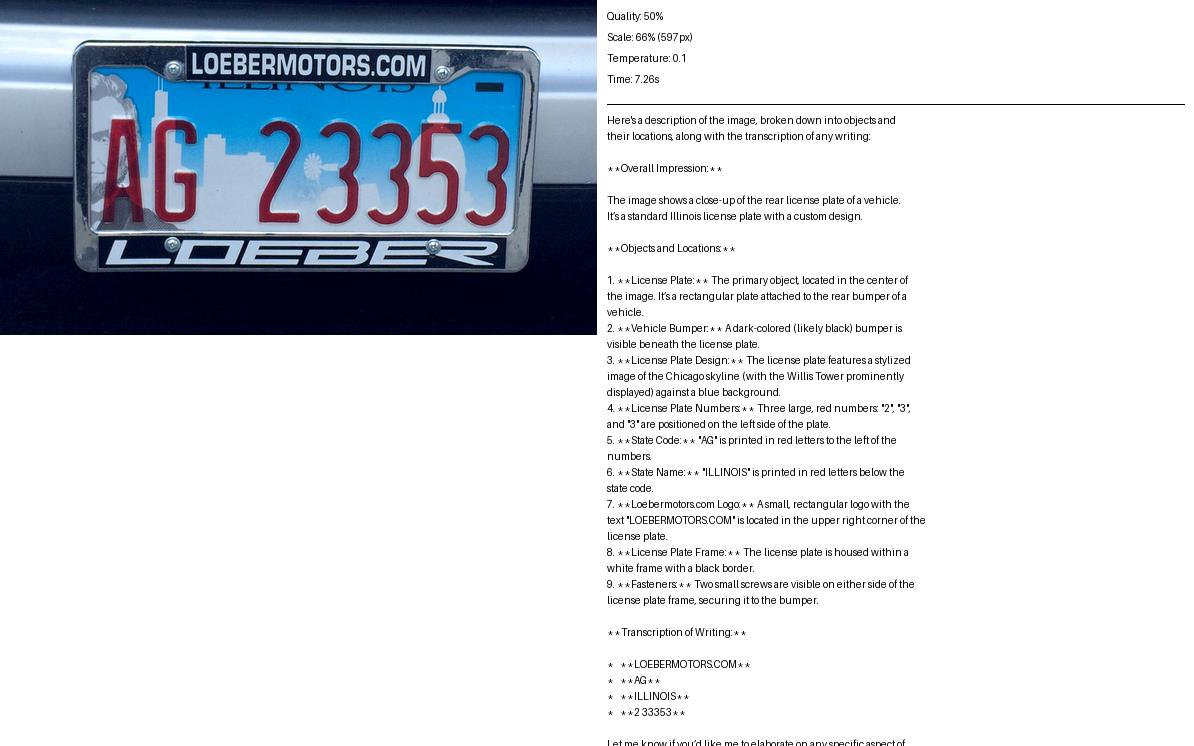 LOEBERMOTORS.COM
ILLINOIS
AG 23353
LOEBER
Quality: 50%
Scale: 66% (597px)
Temperature: 0.1
Time: 7.26s
Here's a description of the image, broken down into objects and
their locations, along with the transcription of any writing:
**Overall Impression:**
The image shows a close-up of the rear license plate of a vehicle.
It's a standard Illinois license plate with a custom design.
**Objects and Locations:**
1. **License Plate:** The primary object, located in the center of
the image. It's a rectangular plate attached to the rear bumper of a
vehicle.
2. **Vehicle Bumper:** A dark-colored (likely black) bumper is
visible beneath the license plate.
3. **License Plate Design:** The license plate features a stylized
image of the Chicago skyline (with the Willis Tower prominently
displayed) against a blue background.
4. **License Plate Numbers:** Three large, red numbers: "2", "3",
and "3" are positioned on the left side of the plate.
5. **State Code:** "AG" is printed in red letters to the left of the
numbers.
6. **State Name:** "ILLINOIS" is printed in red letters below the
state code.
7. **Loebermotors.com Logo:** A small, rectangular logo with the
text "LOEBERMOTORS.COM" is located in the upper right corner of the
license plate.
8. **License Plate Frame:** The license plate is housed within a
white frame with a black border.
9. **Fasteners:** Two small screws are visible on either side of the
license plate frame, securing it to the bumper.
**Transcription of Writing:**
* **LOEBERMOTORS.COM**
* **AG**
* **ILLINOIS**
* **2 33353**
Let me know if you'd like me to elaborate on any specific aspect of